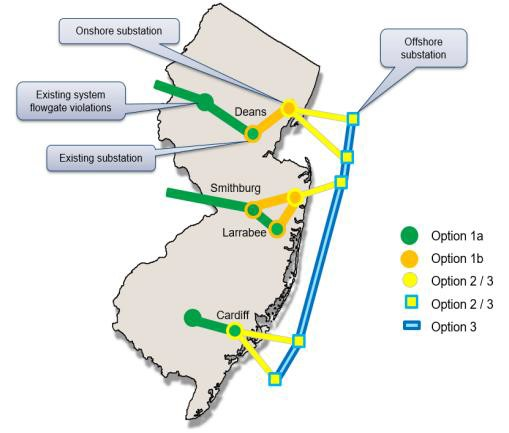 Onshore substation
Offshore
substation
Existing system
flowgate violations
Deans
Existing substation
Smithburg
Larrabee
Cardiff
Option 1a
Option 1b
Option 2 / 3
Option 2 / 3
Option 3